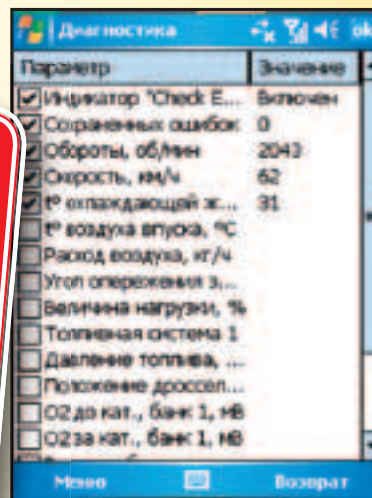 Диагностика ok
Параметр Значение
Индикатор "Check E... Включен
Сохраненных ошибок 0
Обороты, об/мин 2043
Скорость, км/ч 62
t° охлаждающей ж... 31
t° воздуха впуска, °C
Расход воздуха, кг/ч
Угол опережения з...
Величина нагрузки, %
Топливная система 1
Давление топлива, ...
Положение дроссел...
O2 до кат., банк 1, мВ
O2 за кат., банк 1, мВ
Меню Возврат